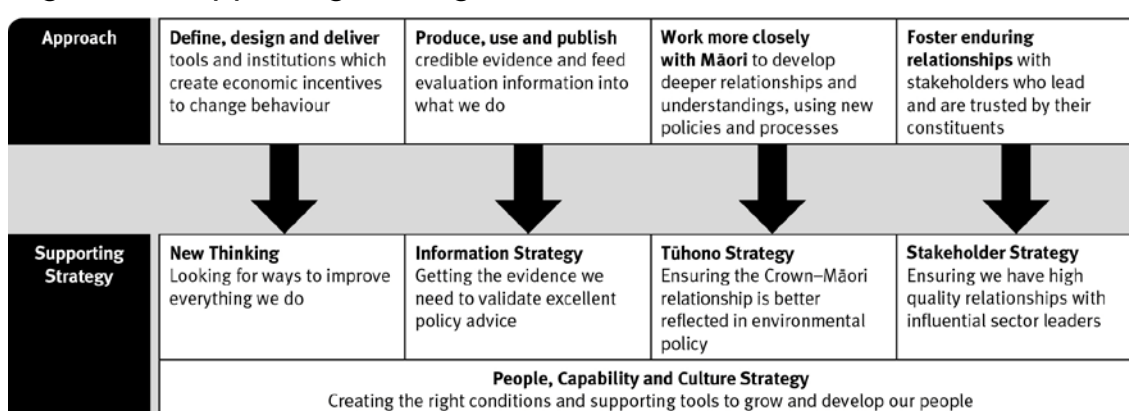 Approach
Define, design and deliver
tools and institutions which
create economic incentives
to change behaviour
Produce, use and publish
credible evidence and feed
evaluation information into
what we do
Work more closely
with Māori to develop
deeper relationships and
understandings, using new
policies and processes
Foster enduring
relationships with
stakeholders who lead
and are trusted by their
constituents
Supporting
Strategy
New Thinking
Looking for ways to improve
everything we do
Information Strategy
Getting the evidence we
need to validate excellent
policy advice
Tūhono Strategy
Ensuring the Crown–Māori
relationship is better
reflected in environmental
policy
Stakeholder Strategy
Ensuring we have high
quality relationships with
influential sector leaders
People, Capability and Culture Strategy
Creating the right conditions and supporting tools to grow and develop our people